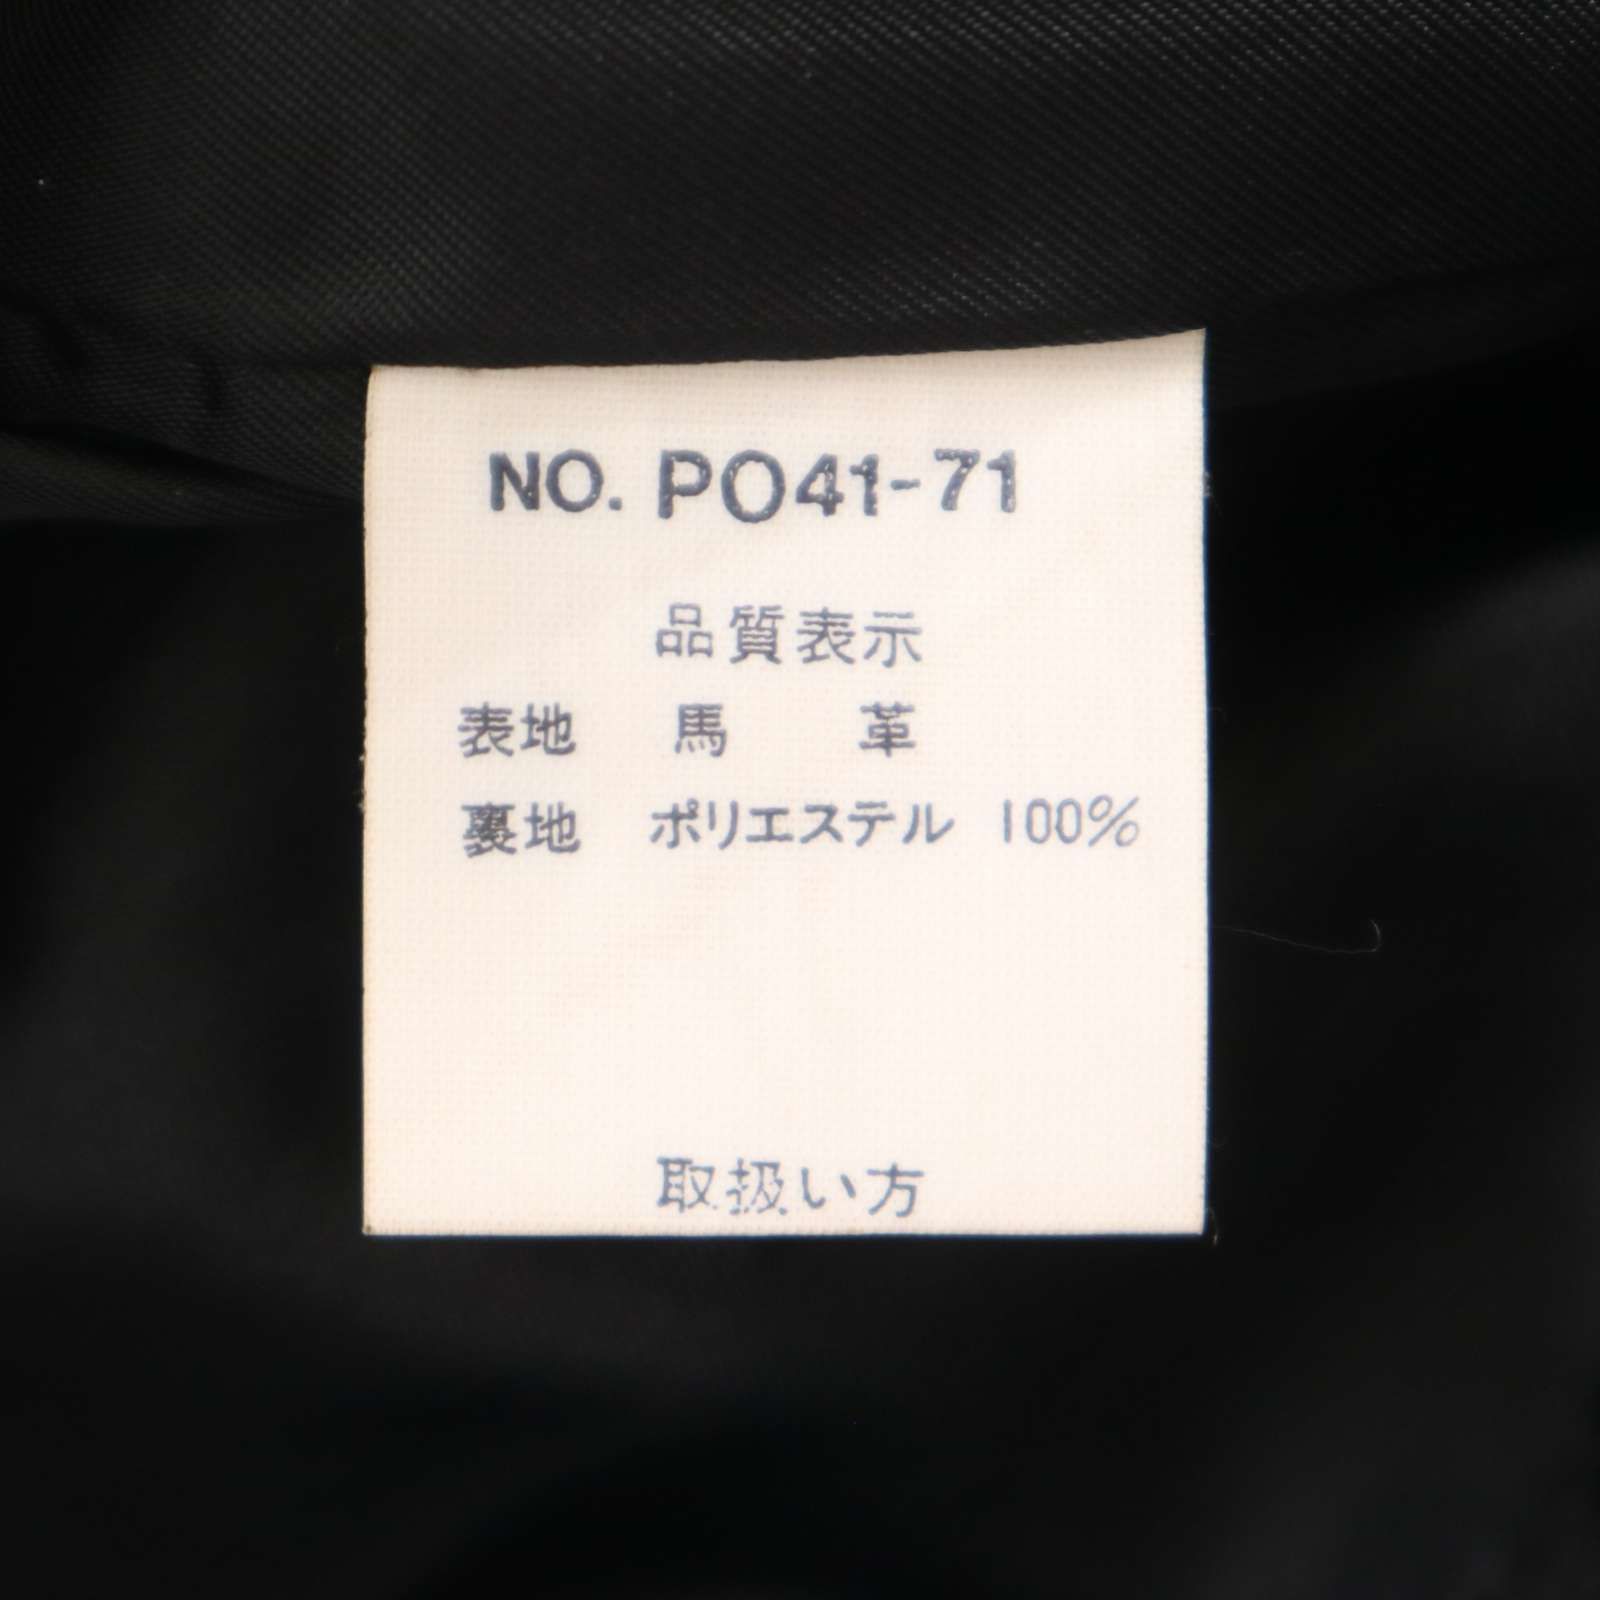 NO. PO41-71
品質表示
表地 馬 革
裏地 ポリエステル 100%
取扱い方